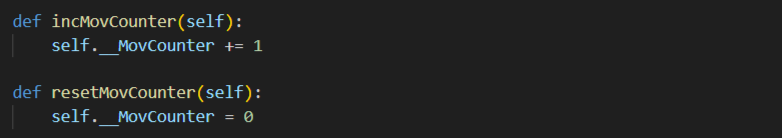 def incMovCounter(self):
    self.__MovCounter += 1
def resetMovCounter(self):
    self.__MovCounter = 0